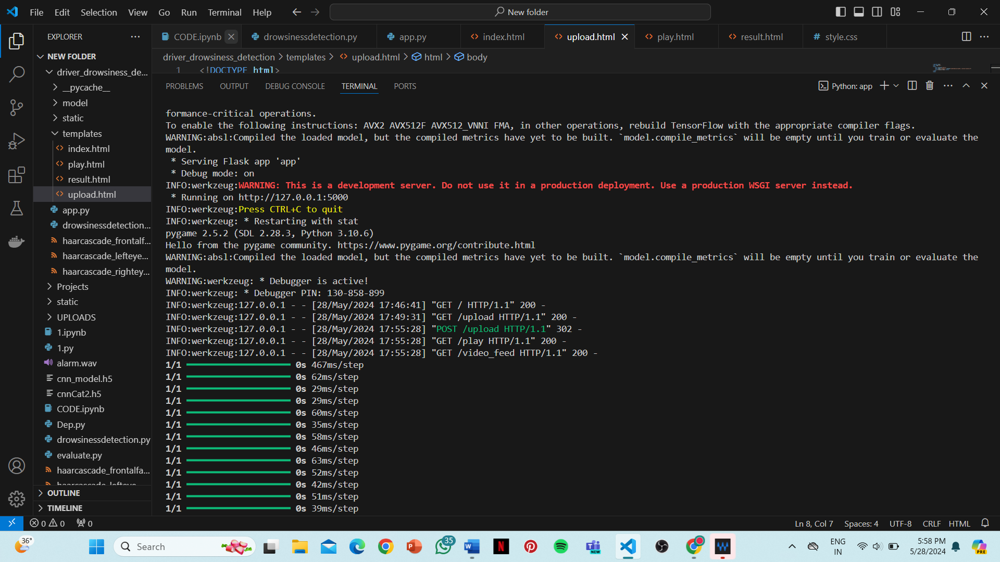 File Edit Selection View Go Run Terminal Help
New folder
EXPLORER
CODE.ipynb drowsinessdetection.py app.py index.html upload.html play.html result.html style.css
driver_drowsiness_detection > templates > upload.html > html > body
1 <!DOCTYPE html>
NEW FOLDER
driver_drowsiness_de...
__pycache__
model
static
templates
index.html
play.html
result.html
upload.html
app.py
drowsinessdetection...
haarcascade_frontalf...
haarcascade_lefteye...
haarcascade_rightey...
Projects
static
UPLOADS
1.ipynb
1.py
alarm.wav
cnn_model.h5
cnnCat2.h5
CODE.ipynb
Dep.py
drowsinessdetection.py
evaluate.py
haarcascade_frontalfa...
OUTLINE
TIMELINE
PROBLEMS OUTPUT DEBUG CONSOLE TERMINAL PORTS
Python: app
formance-critical operations.
To enable the following instructions: AVX2 AVX512F AVX512_VNNI FMA, in other operations, rebuild TensorFlow with the appropriate compiler flags.
WARNING:absl:Compiled the loaded model, but the compiled metrics have yet to be built. `model.compile_metrics` will be empty until you train or evaluate the
model.
* Serving Flask app 'app'
* Debug mode: on
INFO:werkzeug:WARNING: This is a development server. Do not use it in a production deployment. Use a production WSGI server instead.
* Running on http://127.0.0.1:5000
INFO:werkzeug:Press CTRL+C to quit
INFO:werkzeug: * Restarting with stat
pygame 2.5.2 (SDL 2.28.3, Python 3.10.6)
Hello from the pygame community. https://www.pygame.org/contribute.html
WARNING:absl:Compiled the loaded model, but the compiled metrics have yet to be built. `model.compile_metrics` will be empty until you train or evaluate the
model.
WARNING:werkzeug: * Debugger is active!
INFO:werkzeug: * Debugger PIN: 130-858-899
INFO:werkzeug:127.0.0.1 - - [28/May/2024 17:46:41] "GET / HTTP/1.1" 200 -
INFO:werkzeug:127.0.0.1 - - [28/May/2024 17:49:31] "GET /upload HTTP/1.1" 200 -
INFO:werkzeug:127.0.0.1 - - [28/May/2024 17:55:28] "POST /upload HTTP/1.1" 302 -
INFO:werkzeug:127.0.0.1 - - [28/May/2024 17:55:28] "GET /play HTTP/1.1" 200 -
INFO:werkzeug:127.0.0.1 - - [28/May/2024 17:55:28] "GET /video_feed HTTP/1.1" 200 -
1/1 0s 467ms/step
1/1 0s 62ms/step
1/1 0s 29ms/step
1/1 0s 29ms/step
1/1 0s 60ms/step
1/1 0s 35ms/step
1/1 0s 58ms/step
1/1 0s 46ms/step
1/1 0s 63ms/step
1/1 0s 52ms/step
1/1 0s 42ms/step
1/1 0s 51ms/step
1/1 0s 39ms/step
0 0 0
Ln 8, Col 7 Spaces: 4 UTF-8 CRLF HTML
36°
Search
35
NEW
ENG
IN
5:58 PM
5/28/2024
PRE